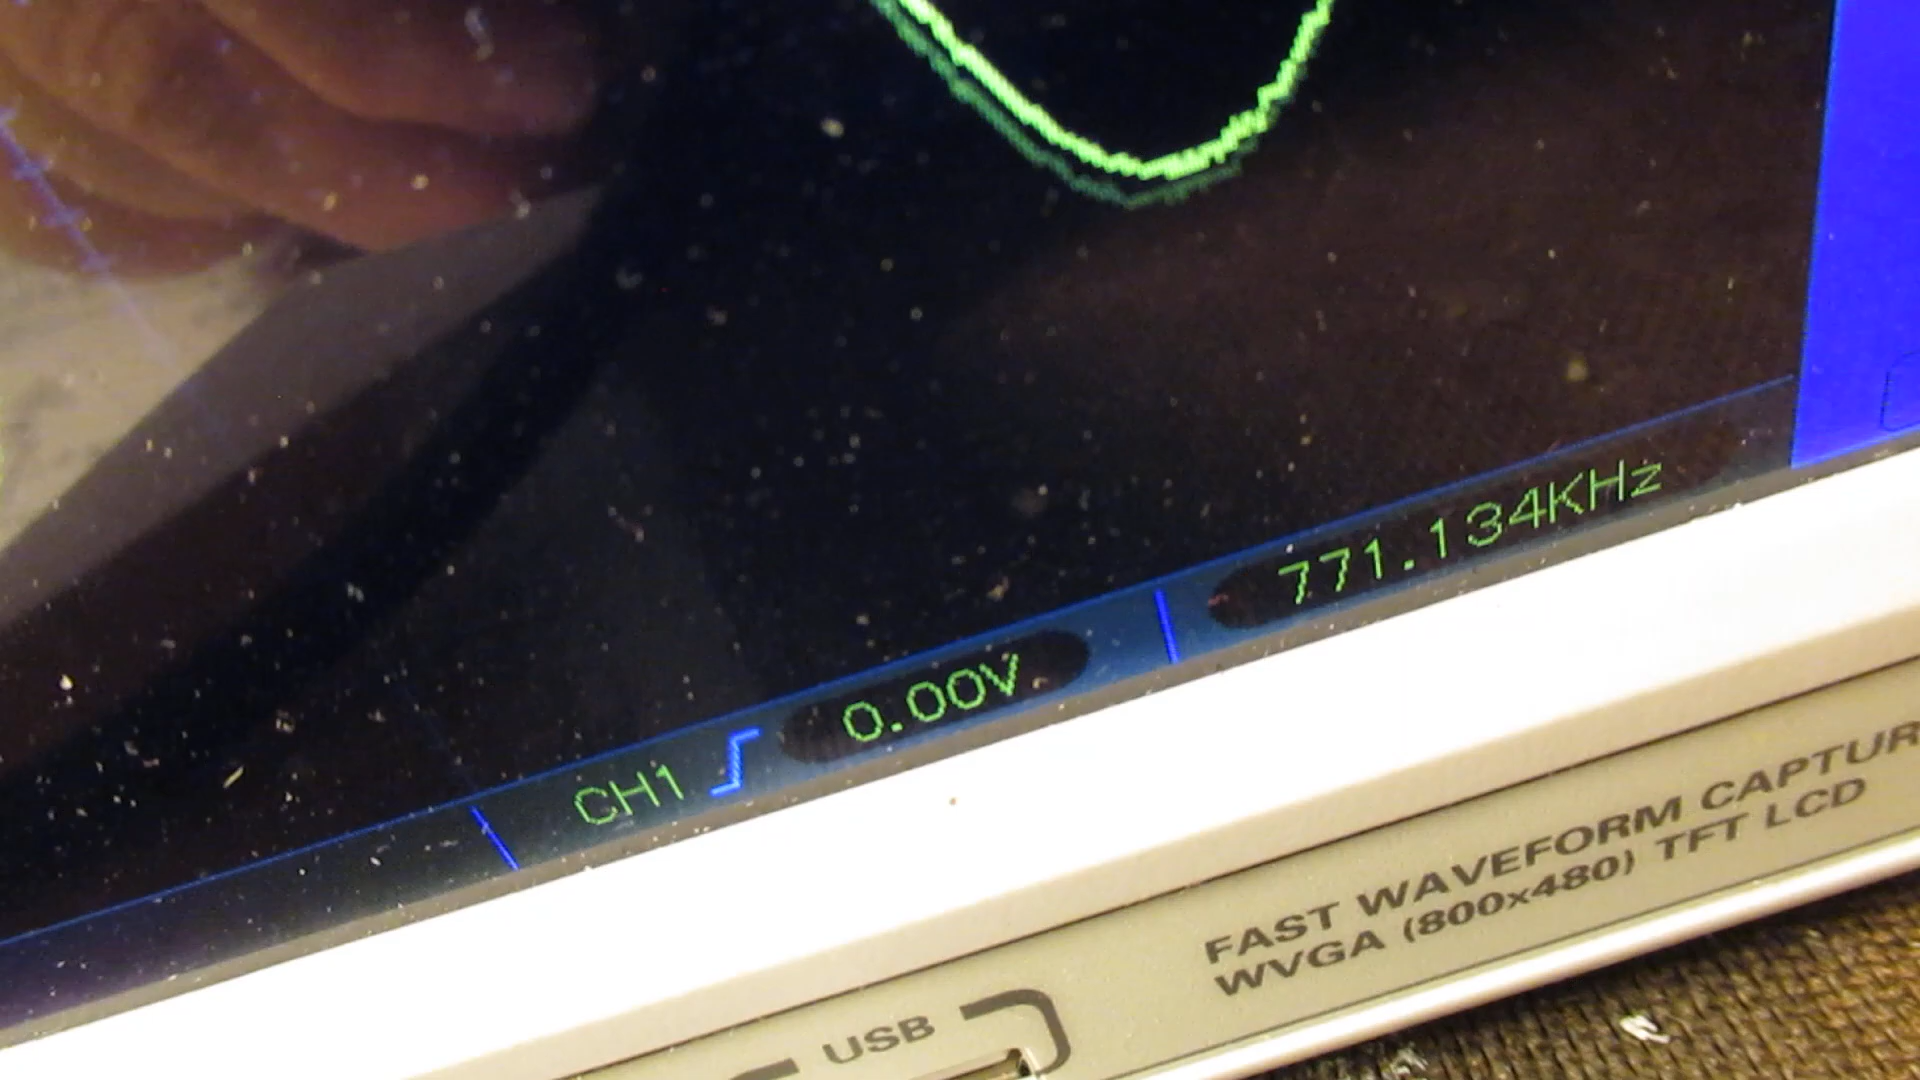 CH1 0.00V 771.134KHz
FAST WAVEFORM CAPTUR
WVGA (800x480) TFT LCD
USB